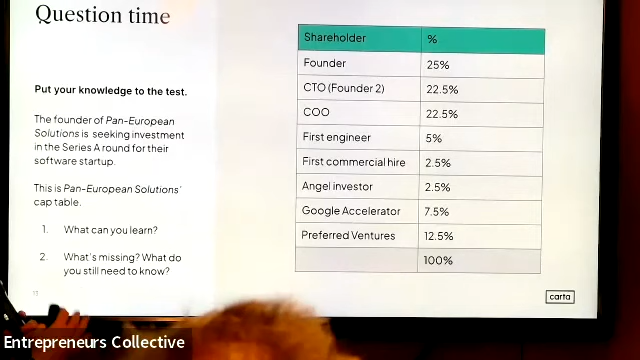 Question time
Put your knowledge to the test.
The founder of Pan-European
Solutions is seeking investment
in the Series A round for their
software startup.
This is Pan-European Solutions'
cap table.
1. What can you learn?
2. What's missing? What do
you still need to know?
Shareholder %
Founder 25%
CTO (Founder 2) 22.5%
COO 22.5%
First engineer 5%
First commercial hire 2.5%
Angel investor 2.5%
Google Accelerator 7.5%
Preferred Ventures 12.5%
100%
carta
Entrepreneurs Collective